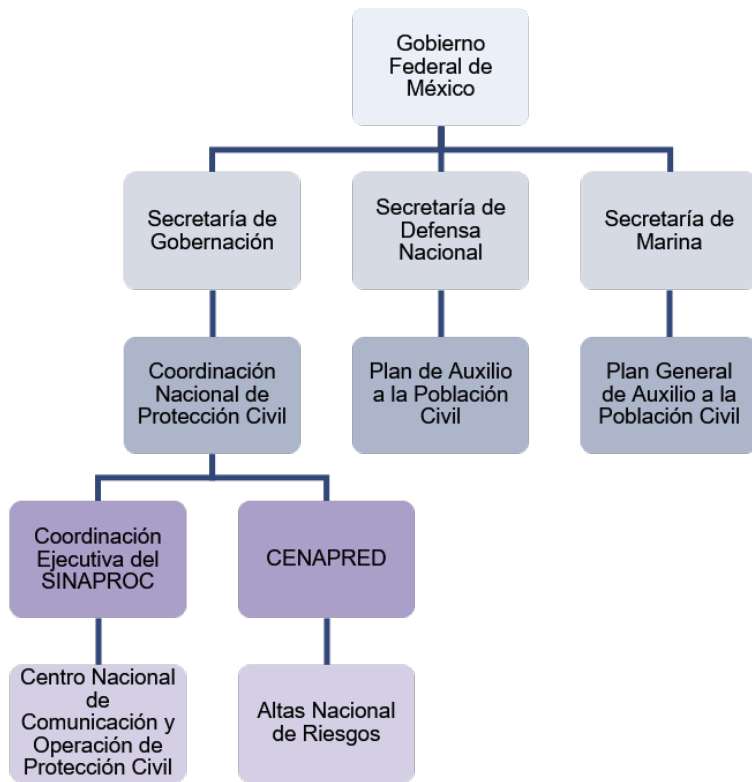 Gobierno
Federal de
México
Secretaría de
Gobernación
Secretaría de
Defensa
Nacional
Secretaría de
Marina
Coordinación
Nacional de
Protección Civil
Plan de Auxilio
a la Población
Civil
Plan General
de Auxilio a la
Población Civil
Coordinación
Ejecutiva del
SINAPROC
CENAPRED
Centro Nacional
de
Comunicación y
Operación de
Protección Civil
Altas Nacional
de Riesgos